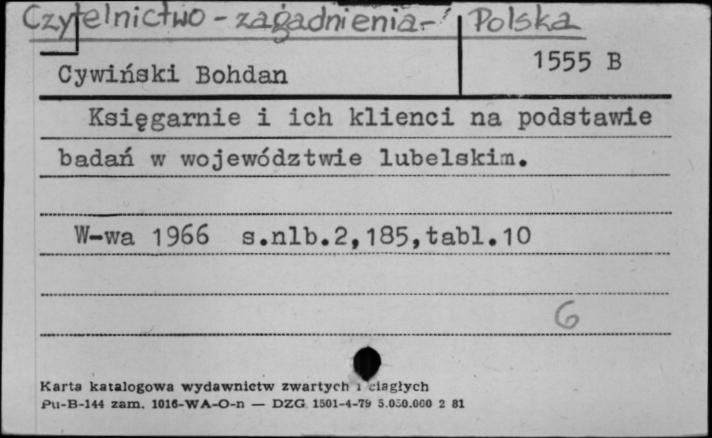 Czytelnictwo - zagadnienia - Polska
1555 B
Cywiński Bohdan
Księgarnie i ich klienci na podstawie
badań w województwie lubelskim.
W-wa 1966 s.nlb.2,185,tabl.10
6
Karta katalogowa wydawnictw zwartych i ciągłych
Pu-B-144 zam. 1016-WA-O-n — DZG 1501-4-79 5.050.000 2 81